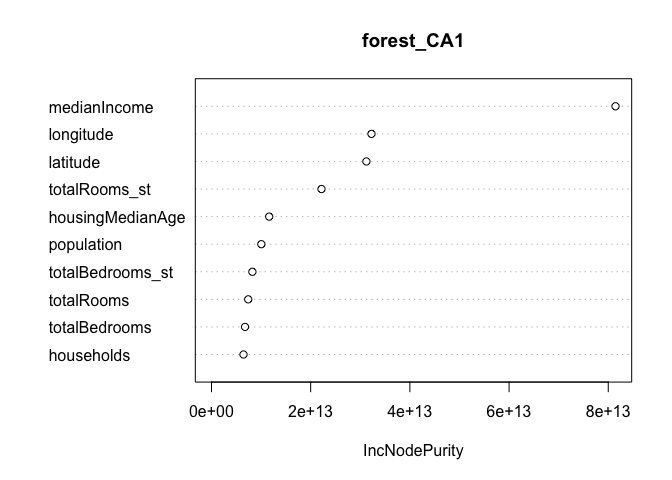 forest_CA1
medianIncome
longitude
latitude
totalRooms_st
housingMedianAge
population
totalBedrooms_st
totalRooms
totalBedrooms
households
0e+00 2e+13 4e+13 6e+13 8e+13
IncNodePurity